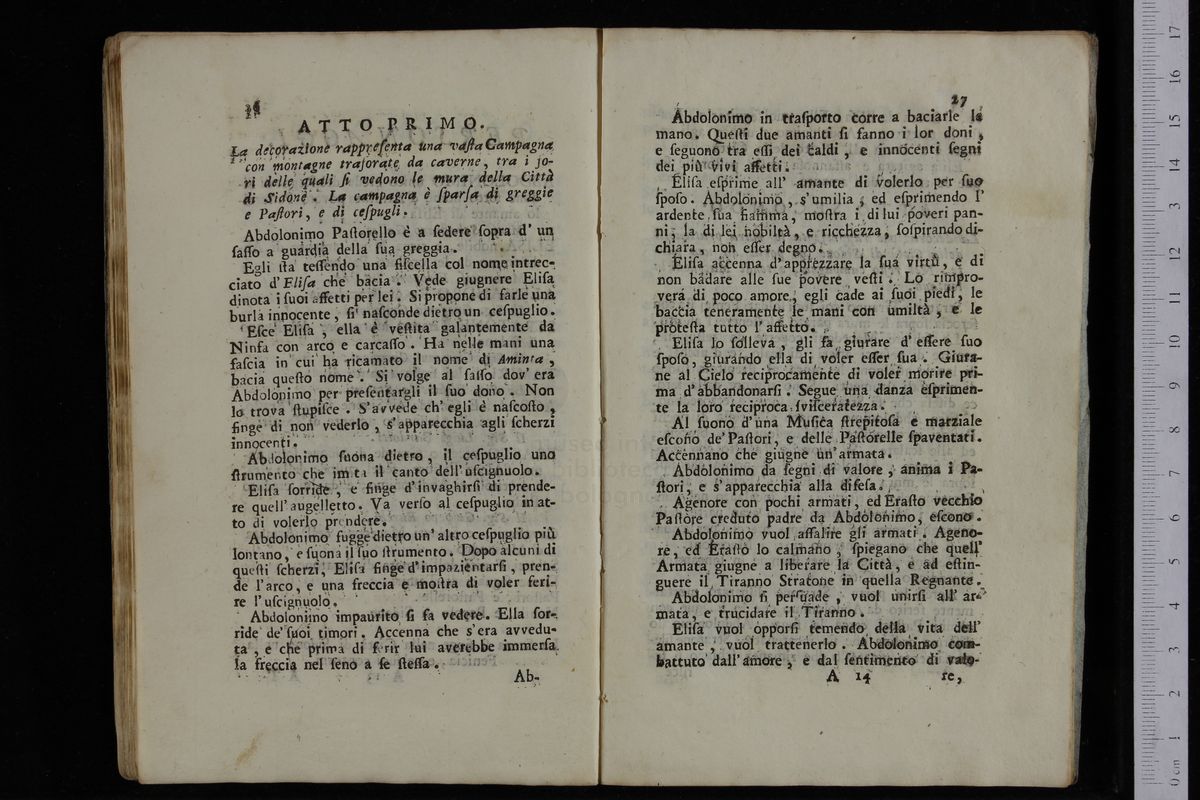 ATTO PRIMO.
La decorazione rappresenta una vasta Campagna
con montagne traforate da caverne, tra i fo-
ri delle quali si vedono le mura della Città
di Sidone. La campagna è sparsa di greggie
e Pastori, e di cespugli.
Abdolonimo Pastorello è a sedere sopra d' un
sasso a guardia della sua greggia.
Egli sta tessendo una fiscella col nome intrec-
ciato d' Elisa che bacia. Vede giugnere Elisa
dinota i suoi affetti per lei. Si propone di farle una
burla innocente, si nasconde dietro un cespuglio.
Esce Elisa, ella è vestita galantemente da
Ninfa con arco e carcasso. Ha nelle mani una
fascia in cui ha ricamato il nome di Aminta,
bacia questo nome. Si volge al sasso dov' era
Abdolonimo per presentargli il suo dono. Non
lo trova stupisce. S'avvede ch' egli è nascosto,
finge di non vederlo, s'apparecchia agli scherzi
innocenti.
Abdolonimo suona dietro, il cespuglio uno
strumento che imita il canto dell' uscignuolo.
Elisa sorride, e finge d'invaghirsi di prende-
re quell' augelletto. Va verso al cespuglio in at-
to di volerlo prendere.
Abdolonimo fugge dietro un' altro cespuglio più
lontano, e suona il suo strumento. Dopo alcuni di
questi scherzi, Elisa finge d'impazientarsi, pren-
de l'arco, e una freccia e mostra di voler feri-
re l'uscignuolo.
Abdolonimo impaurito si fa vedere. Ella sor-
ride de' suoi timori. Accenna che s'era avvedu-
ta, e che prima di ferir lui averebbe immersa
la freccia nel seno a se stessa.
Ab-
27
Abdolonimo in trasporto corre a baciarle la
mano. Questi due amanti si fanno i lor doni,
e seguono tra essi dei caldi, e innocenti segni
dei più vivi affetti.
Elisa esprime all' amante di volerlo per suo
sposo. Abdolonimo, s'umilia, ed esprimendo l'
ardente sua fiamma, mostra i di lui poveri pan-
ni, la di lei nobiltà, e ricchezza, sospirando di-
chiara, non esser degno.
Elisa accenna d'apprezzare la sua virtù, e di
non badare alle sue povere vesti. Lo rimpro-
vera di poco amore, egli cade ai suoi piedi, le
baccia teneramente le mani con umiltà, e le
protesta tutto l'affetto.
Elisa lo solleva, gli fa giurare d'essere suo
sposo, giurando ella di voler esser sua. Giura-
ne al Cielo reciprocamente di voler morire pri-
ma d'abbandonarsi. Segue una danza esprimen-
te la loro reciproca sviscératezza.
Al suono d'una Musica strepitosa e marziale
escono de' Pastori, e delle Pastorelle spaventati.
Accennano che giugne un' armata.
Abdolonimo da segni di valore, anima i Pa-
stori, e s'apparecchia alla difesa.
Agenore con pochi armati, ed Erasto vecchio
Pastore creduto padre da Abdolonimo, escono.
Abdolonimo vuol assalire gli armati. Ageno-
re, ed Erasto lo calmano, spiegano che quell'
Armata giugne a liberare la Città, e ad estin-
guere il Tiranno Stratone in quella Regnante.
Abdolonimo si persuade, vuol unirsi all' ar-
mata, e trucidare il Tiranno.
Elisa vuol opporsi temendo della vita dell'
amante, vuol trattenerlo. Abdolonimo com-
battuto dall' amore, e dal sentimento di valo-
A 14 re,